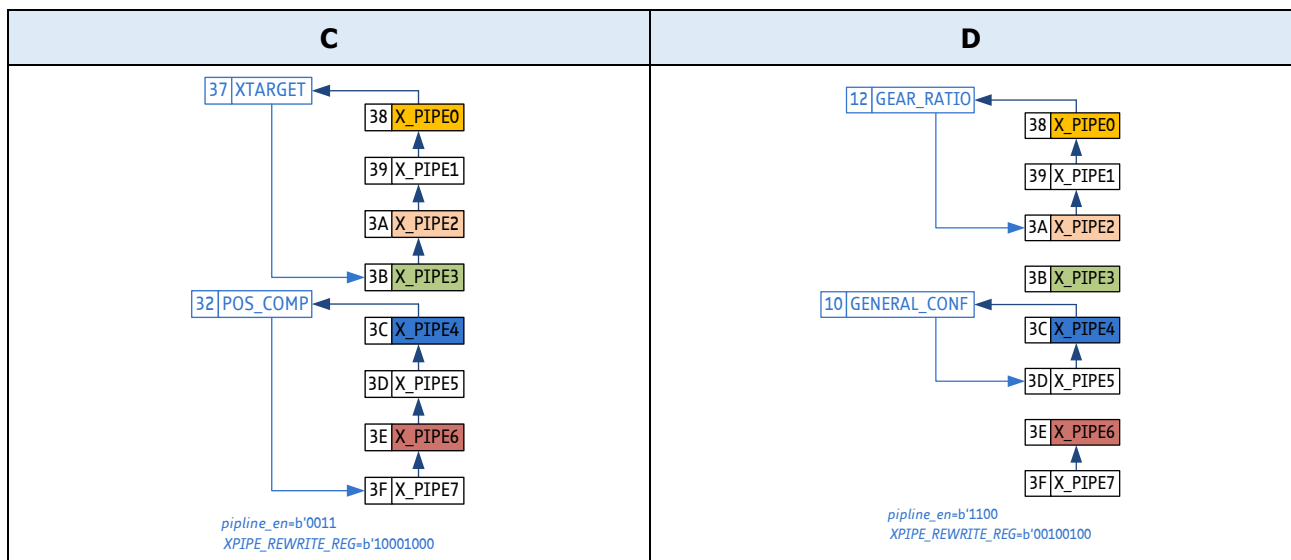 C
37 XTARGET
38 X_PIPE0
39 X_PIPE1
3A X_PIPE2
3B X_PIPE3
32 POS_COMP
3C X_PIPE4
3D X_PIPE5
3E X_PIPE6
3F X_PIPE7
pipline_en=b'0011
XPIPE_REWRITE_REG=b'10001000
D
12 GEAR_RATIO
38 X_PIPE0
39 X_PIPE1
3A X_PIPE2
3B X_PIPE3
10 GENERAL_CONF
3C X_PIPE4
3D X_PIPE5
3E X_PIPE6
3F X_PIPE7
pipline_en=b'1100
XPIPE_REWRITE_REG=b'00100100